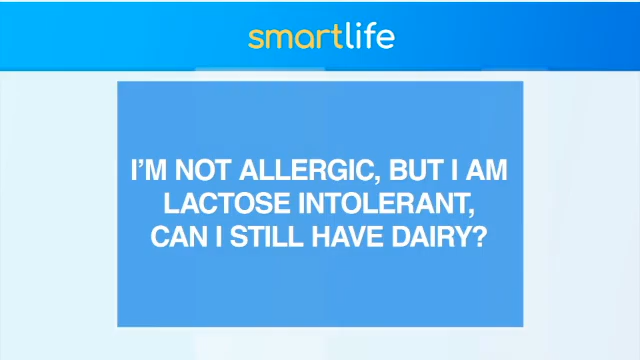 smartlife
I'M NOT ALLERGIC, BUT I AM
LACTOSE INTOLERANT,
CAN I STILL HAVE DAIRY?